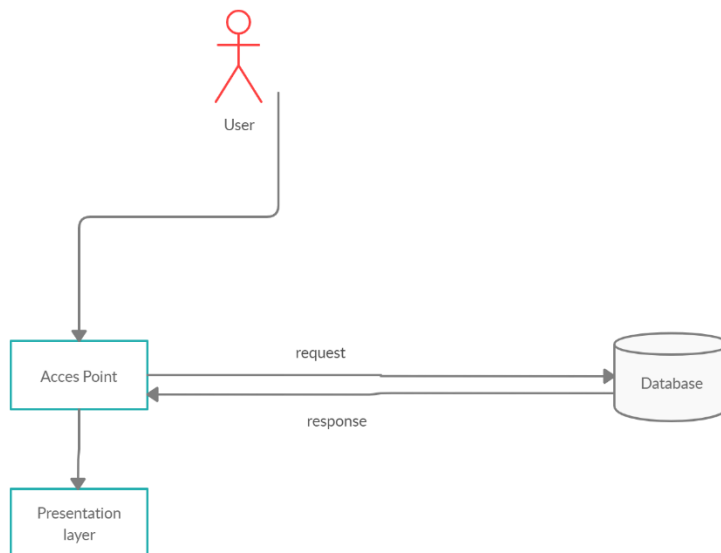 User
request
Acces Point
Database
response
Presentation
layer